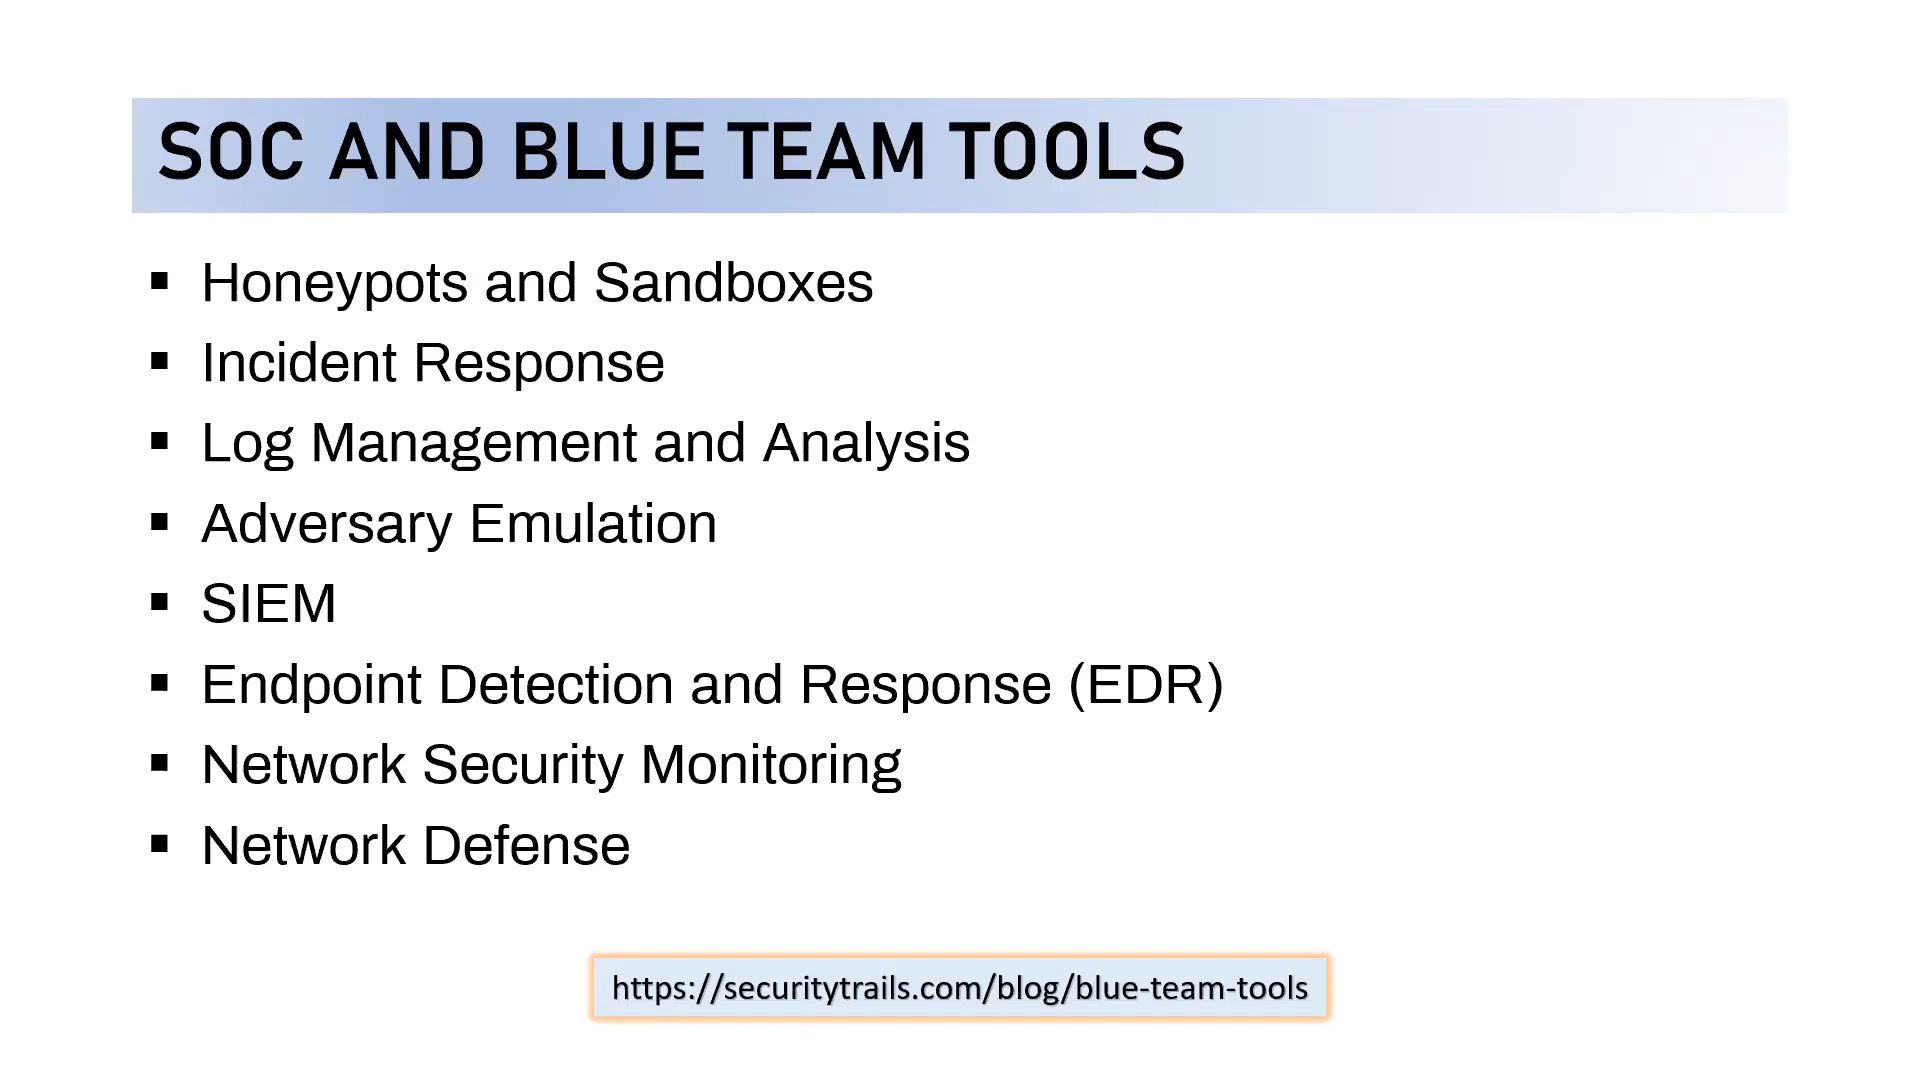 SOC AND BLUE TEAM TOOLS
▪ Honeypots and Sandboxes
▪ Incident Response
▪ Log Management and Analysis
▪ Adversary Emulation
▪ SIEM
▪ Endpoint Detection and Response (EDR)
▪ Network Security Monitoring
▪ Network Defense
https://securitytrails.com/blog/blue-team-tools